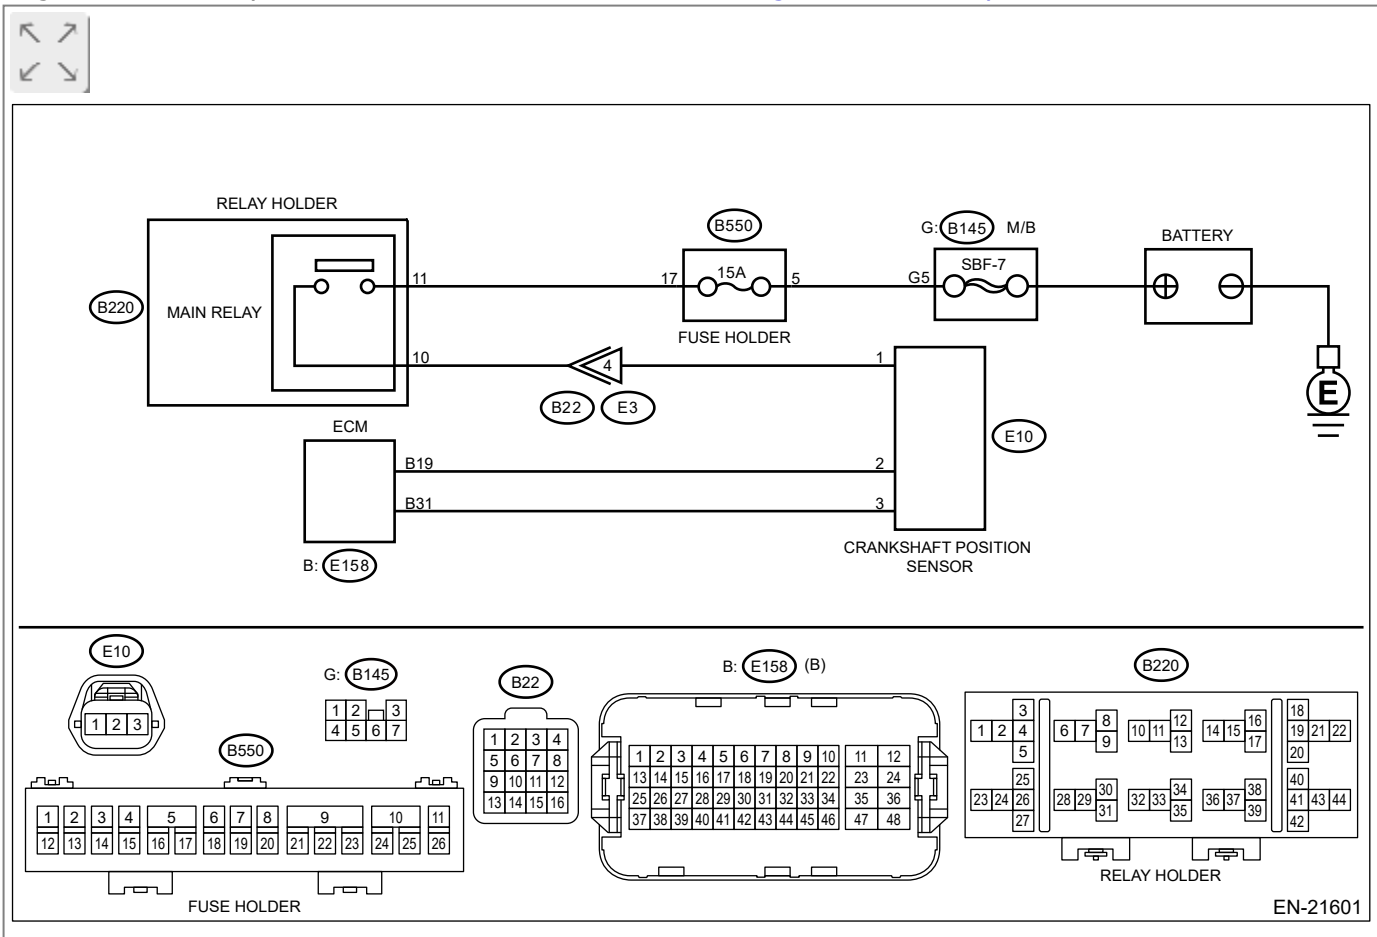 RELAY HOLDER
B550
G: B145 M/B
BATTERY
MAIN RELAY
B220
11
17
15A
5
G5
SBF-7
FUSE HOLDER
10
4
1
B22
E3
E
ECM
B19
2
E10
B31
3
B: E158
CRANKSHAFT POSITION
SENSOR
E10
1 2 3
G: B145
1 2 3
4 5 6 7
B22
1 2 3 4
5 6 7 8
9 10 11 12
13 14 15 16
B: E158 (B)
1 2 3 4 5 6 7 8 9 10 11 12
13 14 15 16 17 18 19 20 21 22 23 24
25 26 27 28 29 30 31 32 33 34 35 36
37 38 39 40 41 42 43 44 45 46 47 48
B220
3 8 12 16 18
1 2 4 6 7 10 11 14 15 19 21 22
5 9 13 17 20
25 30 34 38 40
23 24 26 28 29 32 33 36 37 41 43 44
27 31 35 39 42
RELAY HOLDER
B550
1 2 3 4 5 6 7 8 9 10 11
12 13 14 15 16 17 18 19 20 21 22 23 24 25 26
FUSE HOLDER
EN-21601